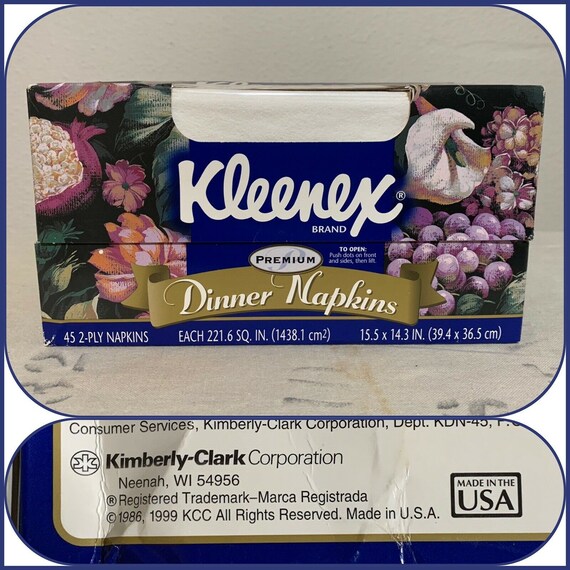 Kleenex®
BRAND
PREMIUM
TO OPEN:
Push dots on front
and sides, then lift.
Dinner Napkins
45 2-PLY NAPKINS EACH 221.6 SQ. IN. (1438.1 cm²) 15.5 x 14.3 IN. (39.4 x 36.5 cm)
Consumer Services, Kimberly-Clark Corporation, Dept. KDN-45, P.O
Kimberly-Clark Corporation
Neenah, WI 54956
®Registered Trademark–Marca Registrada
©1986, 1999 KCC All Rights Reserved. Made in U.S.A.
MADE IN THE
USA